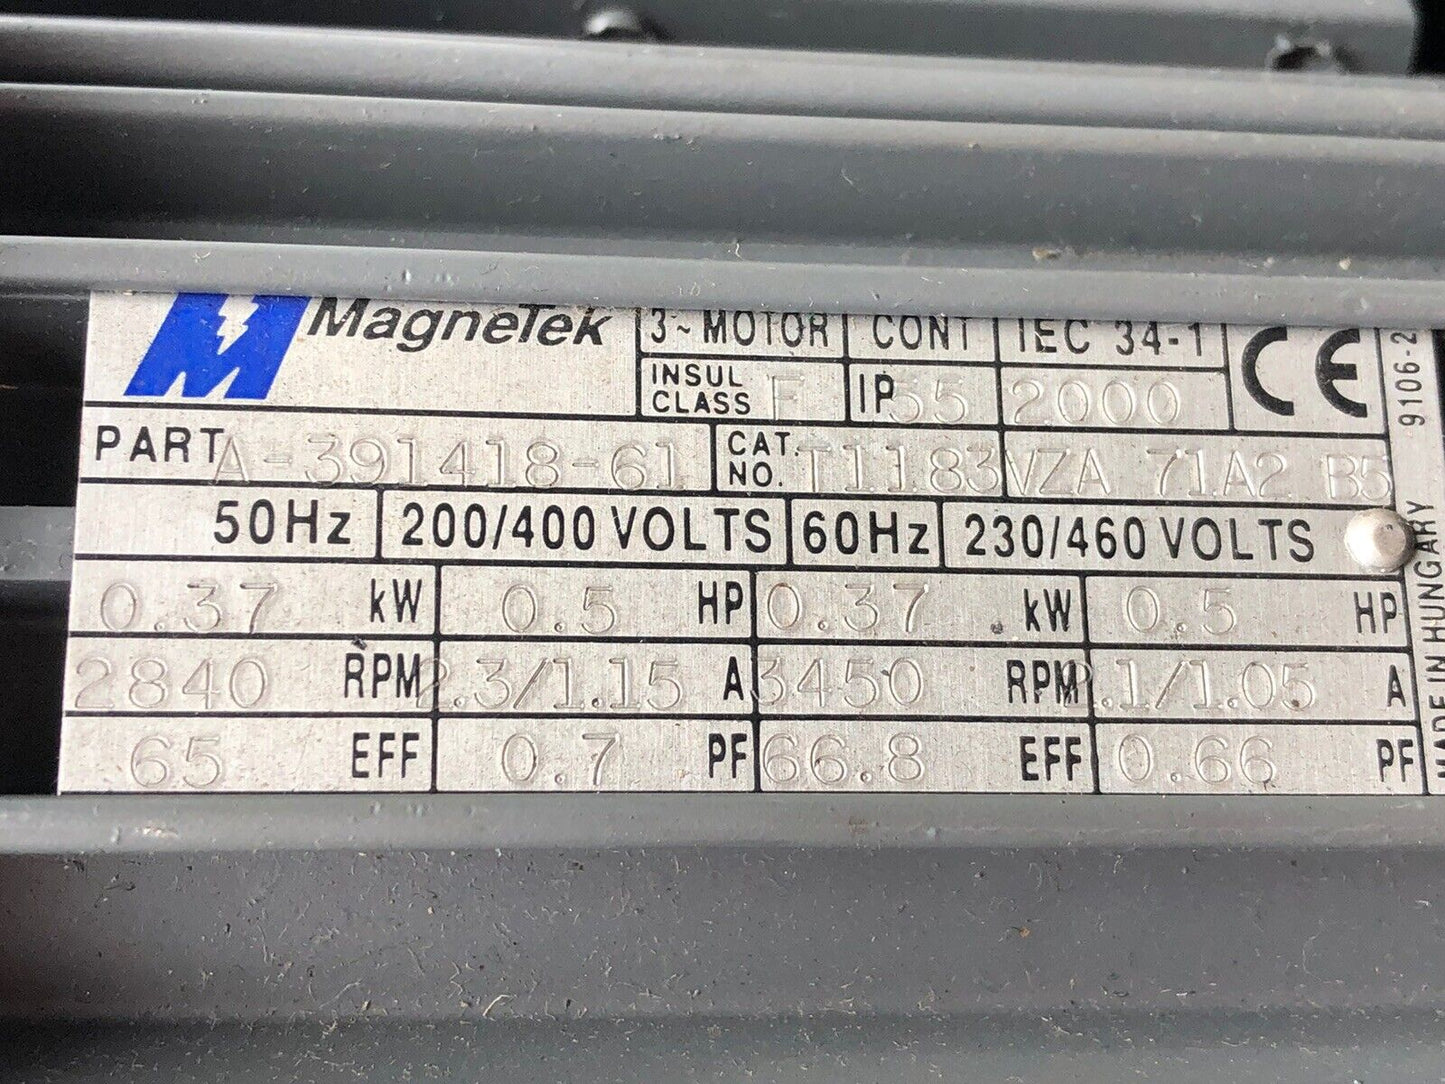 MagneTek 3~ MOTOR CONT IEC 34-1 CE
INSUL CLASS F IP 55 2000
PART A-391418-61 CAT. NO. T1183 VZA 71A2 B5
50Hz 200/400 VOLTS 60Hz 230/460 VOLTS
0.37 kW 0.5 HP 0.37 kW 0.5 HP
2840 RPM 2.3/1.15 A 3450 RPM 2.1/1.05 A
65 EFF 0.7 PF 66.8 EFF 0.66 PF
MADE IN HUNGARY 9106-2